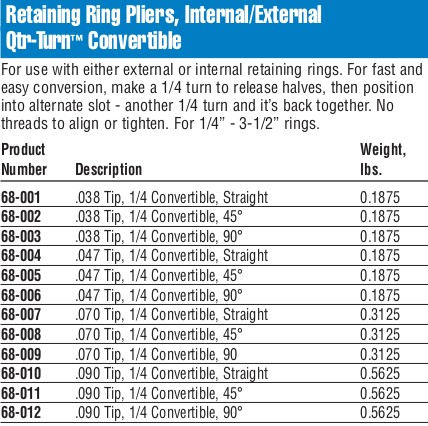 Retaining Ring Pliers, Internal/External
Qtr-Turn™ Convertible
For use with either external or internal retaining rings. For fast and
easy conversion, make a 1/4 turn to release halves, then position
into alternate slot - another 1/4 turn and it’s back together. No
threads to align or tighten. For 1/4” - 3-1/2” rings.
Product Weight,
Number Description lbs.
68-001 .038 Tip, 1/4 Convertible, Straight 0.1875
68-002 .038 Tip, 1/4 Convertible, 45° 0.1875
68-003 .038 Tip, 1/4 Convertible, 90° 0.1875
68-004 .047 Tip, 1/4 Convertible, Straight 0.1875
68-005 .047 Tip, 1/4 Convertible, 45° 0.1875
68-006 .047 Tip, 1/4 Convertible, 90° 0.1875
68-007 .070 Tip, 1/4 Convertible, Straight 0.3125
68-008 .070 Tip, 1/4 Convertible, 45° 0.3125
68-009 .070 Tip, 1/4 Convertible, 90 0.3125
68-010 .090 Tip, 1/4 Convertible, Straight 0.5625
68-011 .090 Tip, 1/4 Convertible, 45° 0.5625
68-012 .090 Tip, 1/4 Convertible, 90° 0.5625